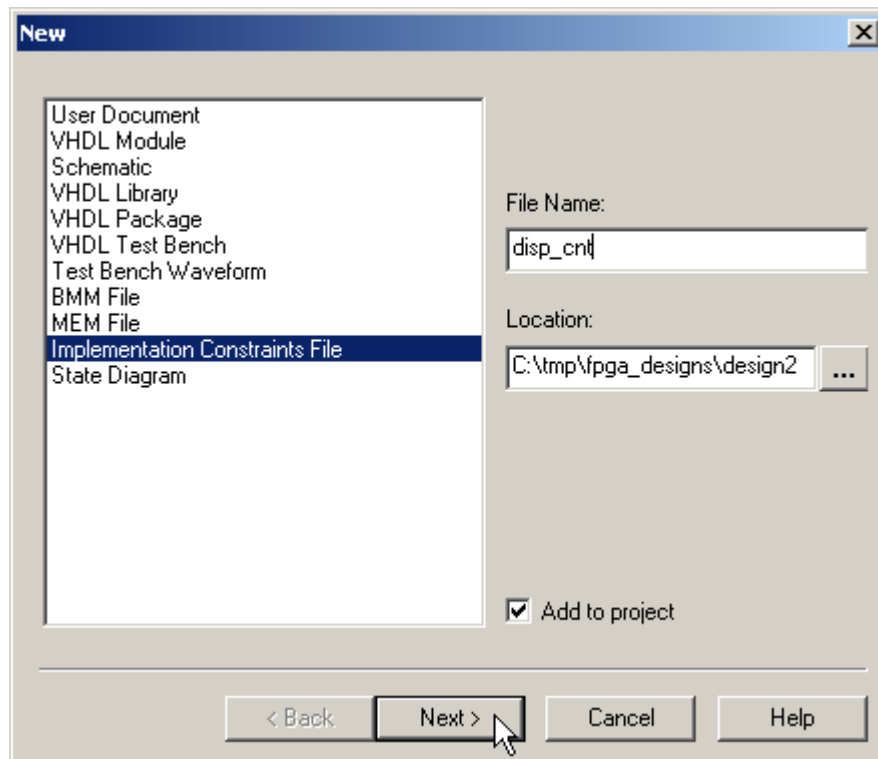 New
User Document
VHDL Module
Schematic
VHDL Library
VHDL Package
VHDL Test Bench
Test Bench Waveform
BMM File
MEM File
Implementation Constraints File
State Diagram
File Name:
disp_cnt
Location:
C:\tmp\fpga_designs\design2
...
Add to project
< Back
Next >
Cancel
Help